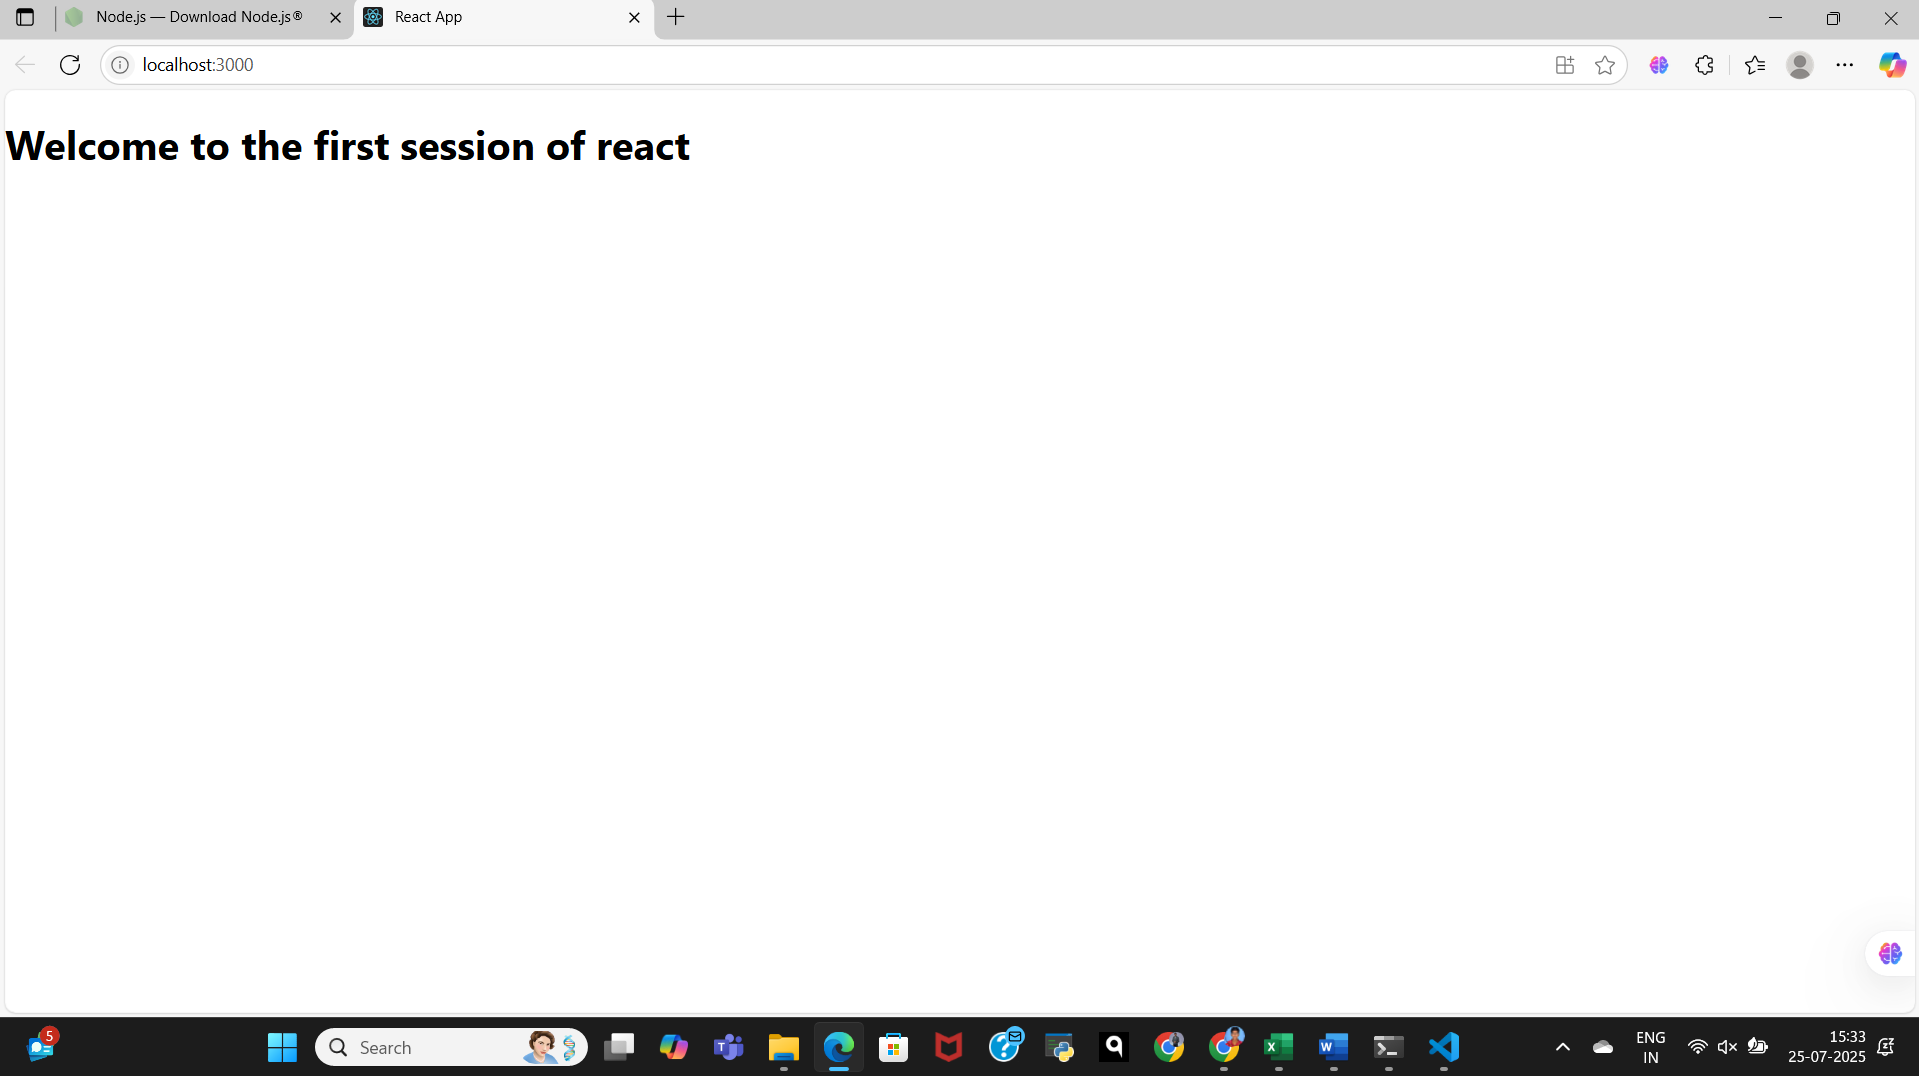 Node.js — Download Node.js®
React App
localhost:3000
Welcome to the first session of react
5
Search
ENG
IN
15:33
25-07-2025